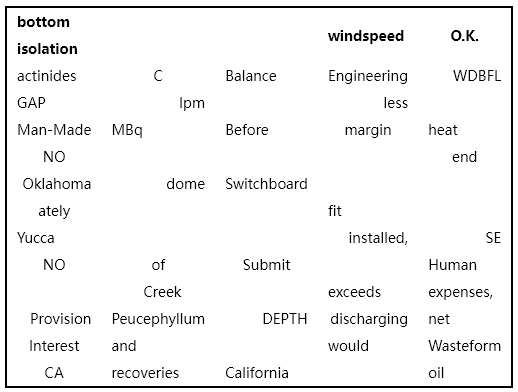 bottom isolation windspeed O.K.
actinides C Balance Engineering WDBFL
GAP lpm less
Man-Made MBq Before margin heat
NO end
Oklahoma dome Switchboard
ately fit
Yucca installed, SE
NO of Submit Human
Creek exceeds expenses,
Provision Peucephyllum DEPTH discharging net
Interest and would Wasteform
CA recoveries California oil